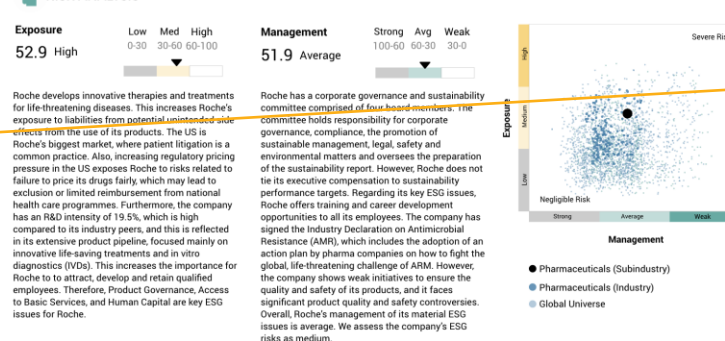 Exposure
52.9 High
Low Med High
0-30 30-60 60-100
Roche develops innovative therapies and treatments
for life-threatening diseases. This increases Roche's
exposure to liabilities from potential unintended side
effects from the use of its products. The US is
Roche's biggest market, where patient litigation is a
common practice. Also, increasing regulatory pricing
pressure in the US exposes Roche to risks related to
failure to price its drugs fairly, which may lead to
exclusion or limited reimbursement from national
health care programmes. Furthermore, the company
has an R&D intensity of 19.5%, which is high
compared to its industry peers, and this is reflected
in its extensive product pipeline, focused mainly on
innovative life-saving treatments and in vitro
diagnostics (IVDs). This increases the importance for
Roche to to attract, develop and retain qualified
employees. Therefore, Product Governance, Access
to Basic Services, and Human Capital are key ESG
issues for Roche.
Management
51.9 Average
Strong Avg Weak
100-60 60-30 30-0
Roche has a corporate governance and sustainability
committee comprised of four board members. The
committee holds responsibility for corporate
governance, compliance, the promotion of
sustainable management, legal, safety and
environmental matters and oversees the preparation
of the sustainability report. However, Roche does not
tie its executive compensation to sustainability
performance targets. Regarding its key ESG issues,
Roche offers training and career development
opportunities to all its employees. The company has
signed the Industry Declaration on Antimicrobial
Resistance (AMR), which includes the adoption of an
action plan by pharma companies on how to fight the
global, life-threatening challenge of ARM. However,
the company shows weak initiatives to ensure the
quality and safety of its products, and it faces
significant product quality and safety controversies.
Overall, Roche's management of its material ESG
issues is average. We assess the company's ESG
risks as medium.
Severe
Exposure
High
Medium
Low
Negligible Risk
Strong Average Weak
Management
Pharmaceuticals (Subindustry)
Pharmaceuticals (Industry)
Global Universe